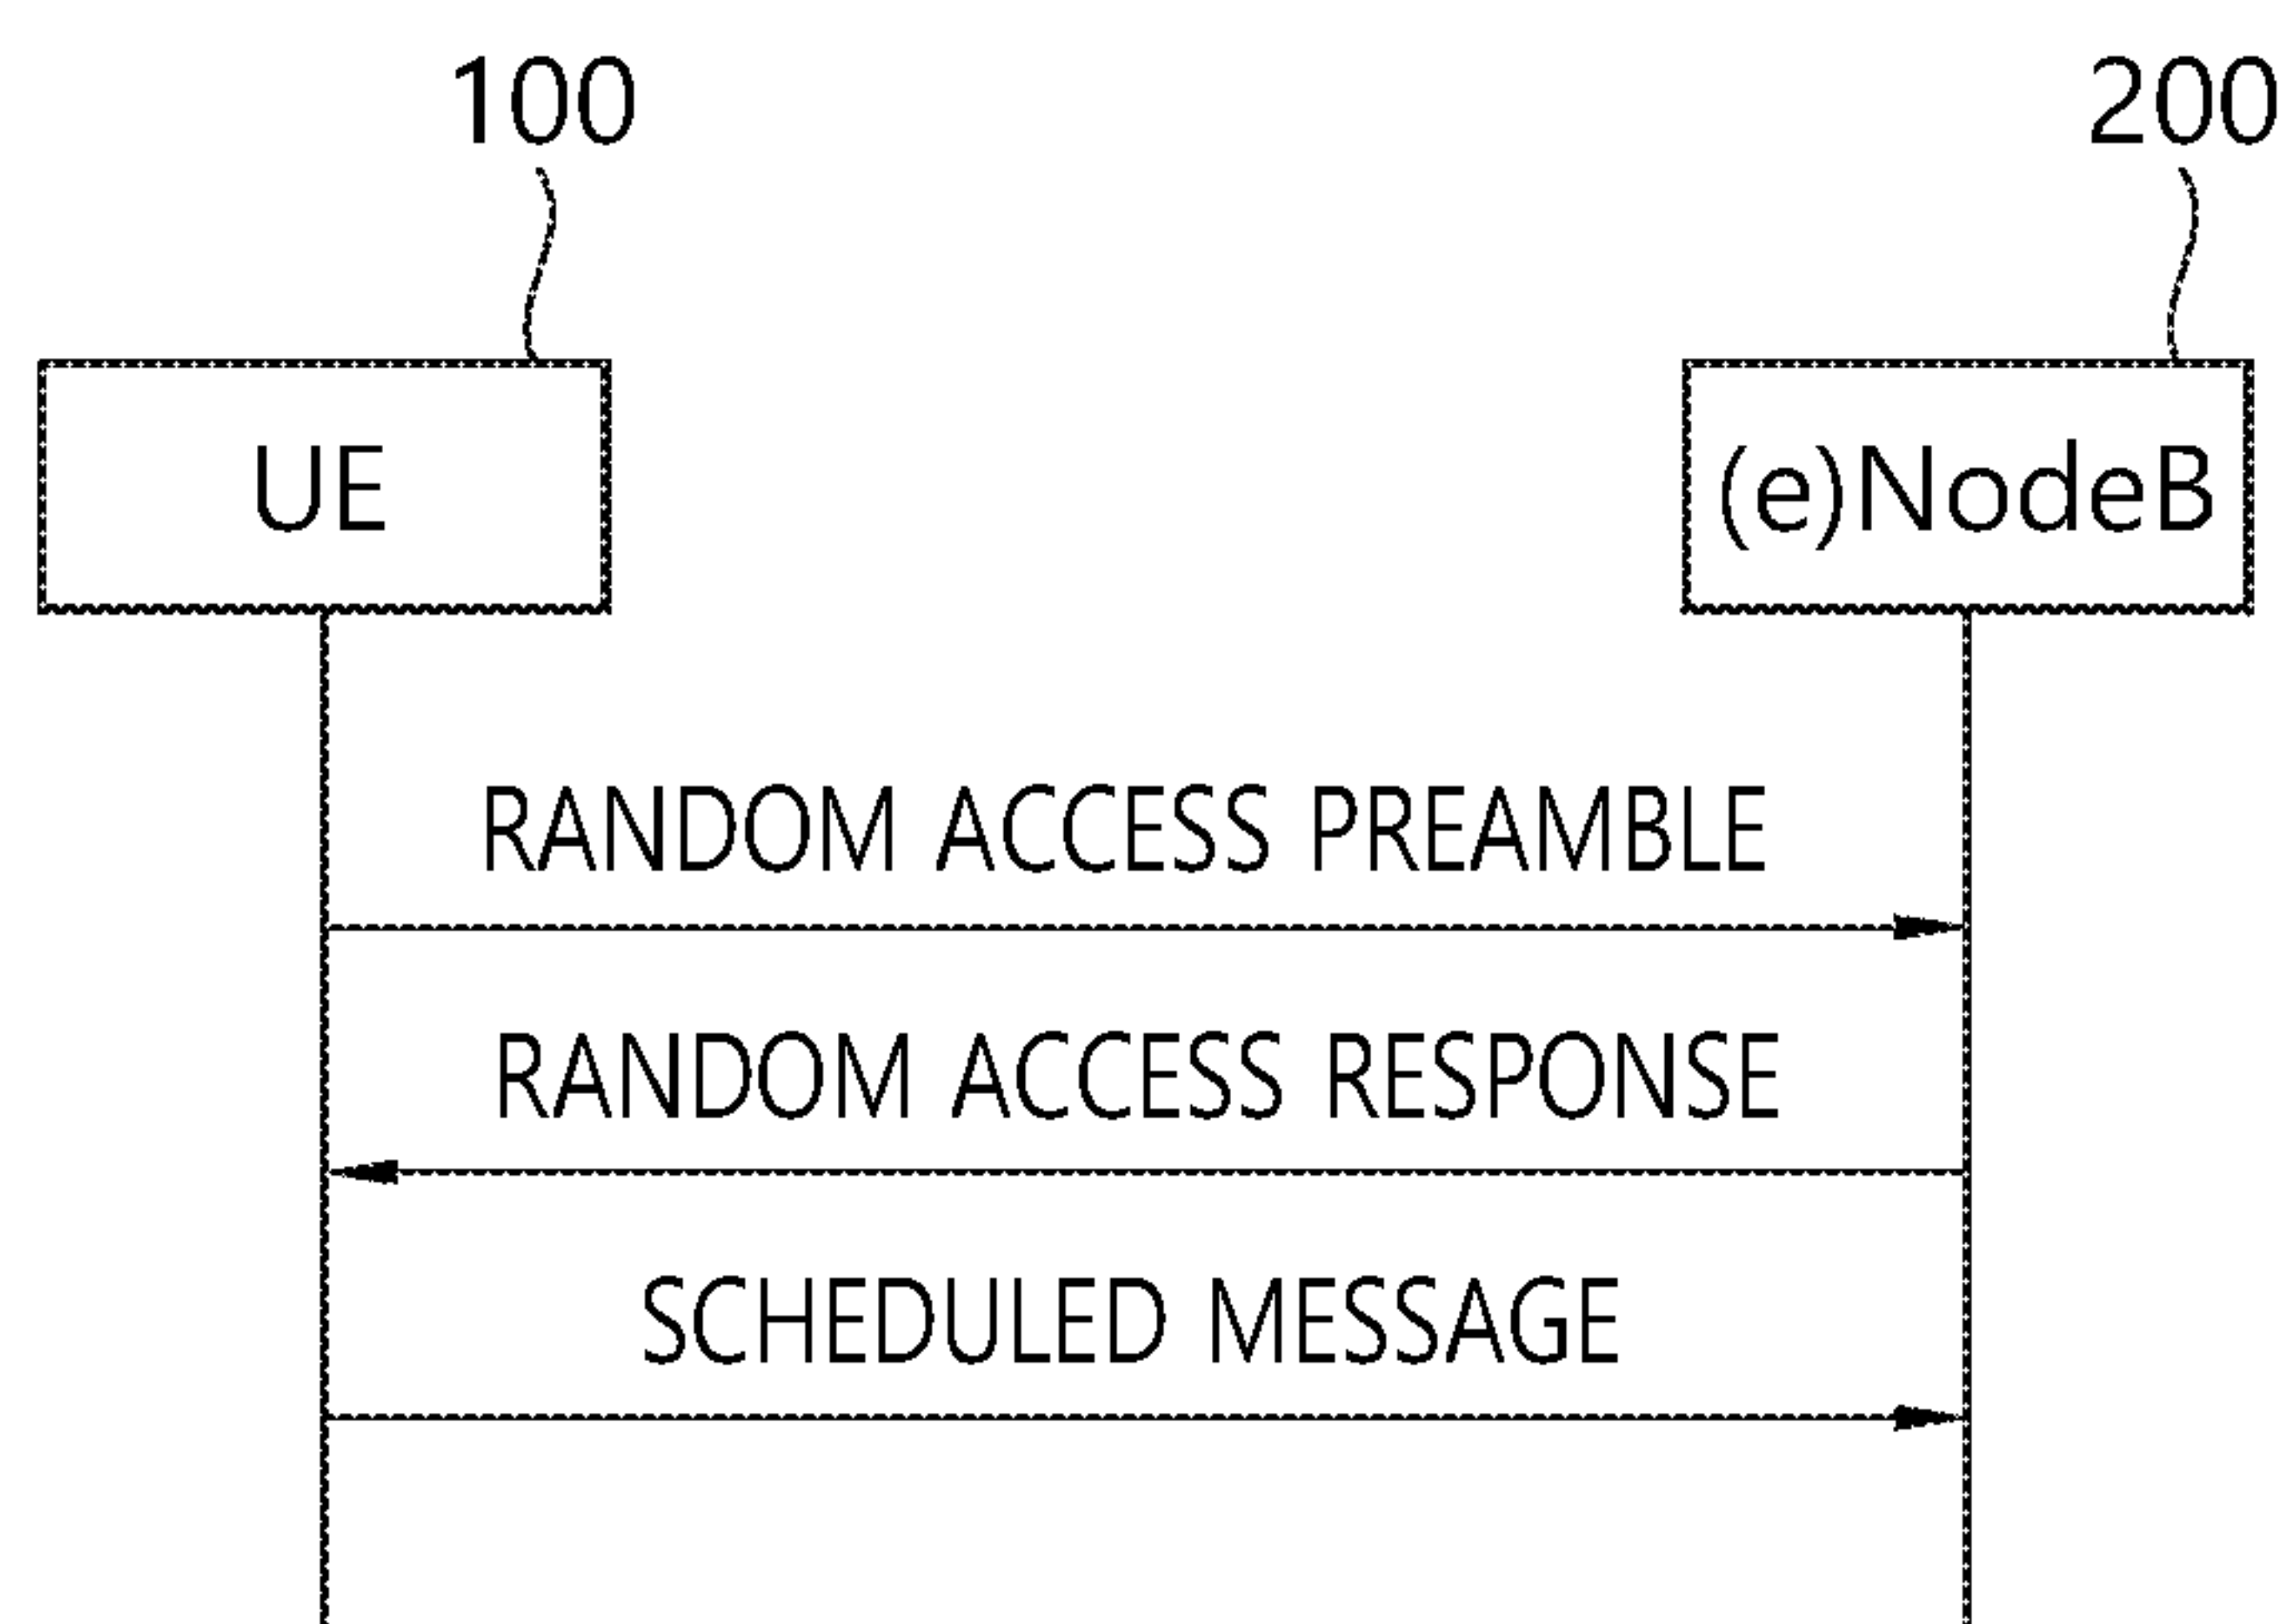 100
200
UE
(e)NodeB
RANDOM ACCESS PREAMBLE
RANDOM ACCESS RESPONSE
SCHEDULED MESSAGE